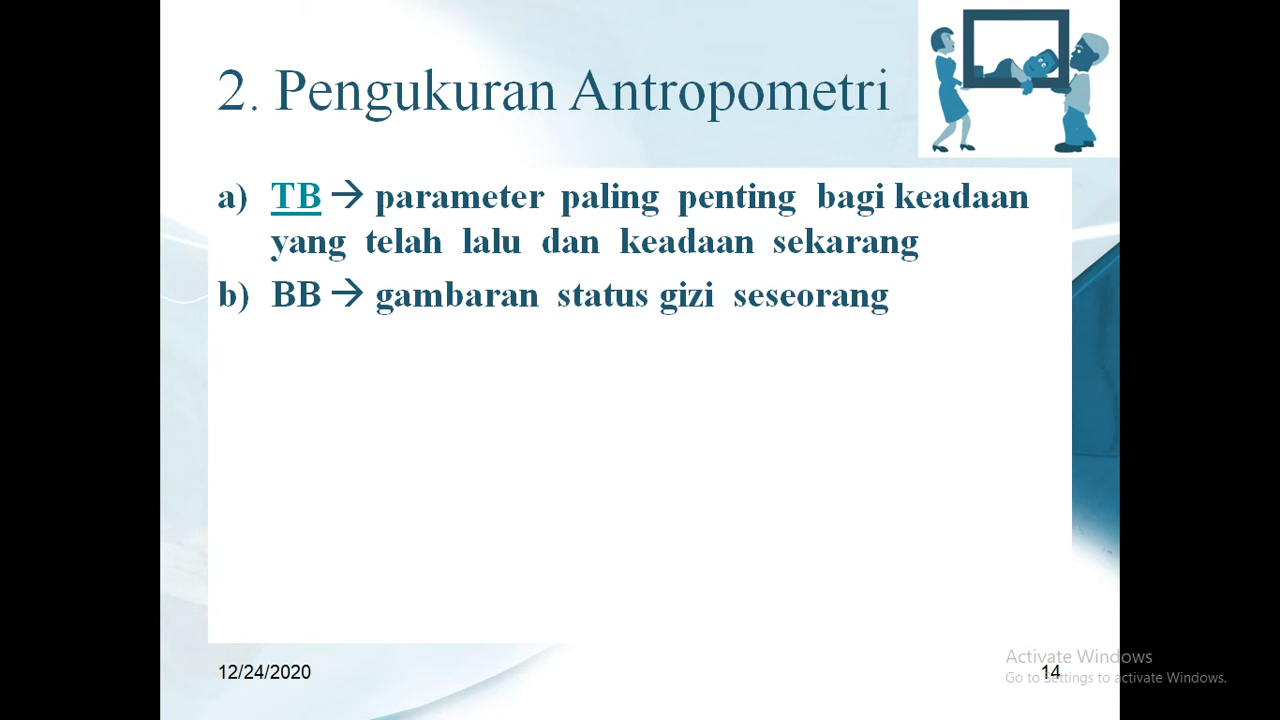 2. Pengukuran Antropometri
a) TB → parameter paling penting bagi keadaan
yang telah lalu dan keadaan sekarang
b) BB → gambaran status gizi seseorang
12/24/2020
14
Activate Windows
Go to Settings to activate Windows.